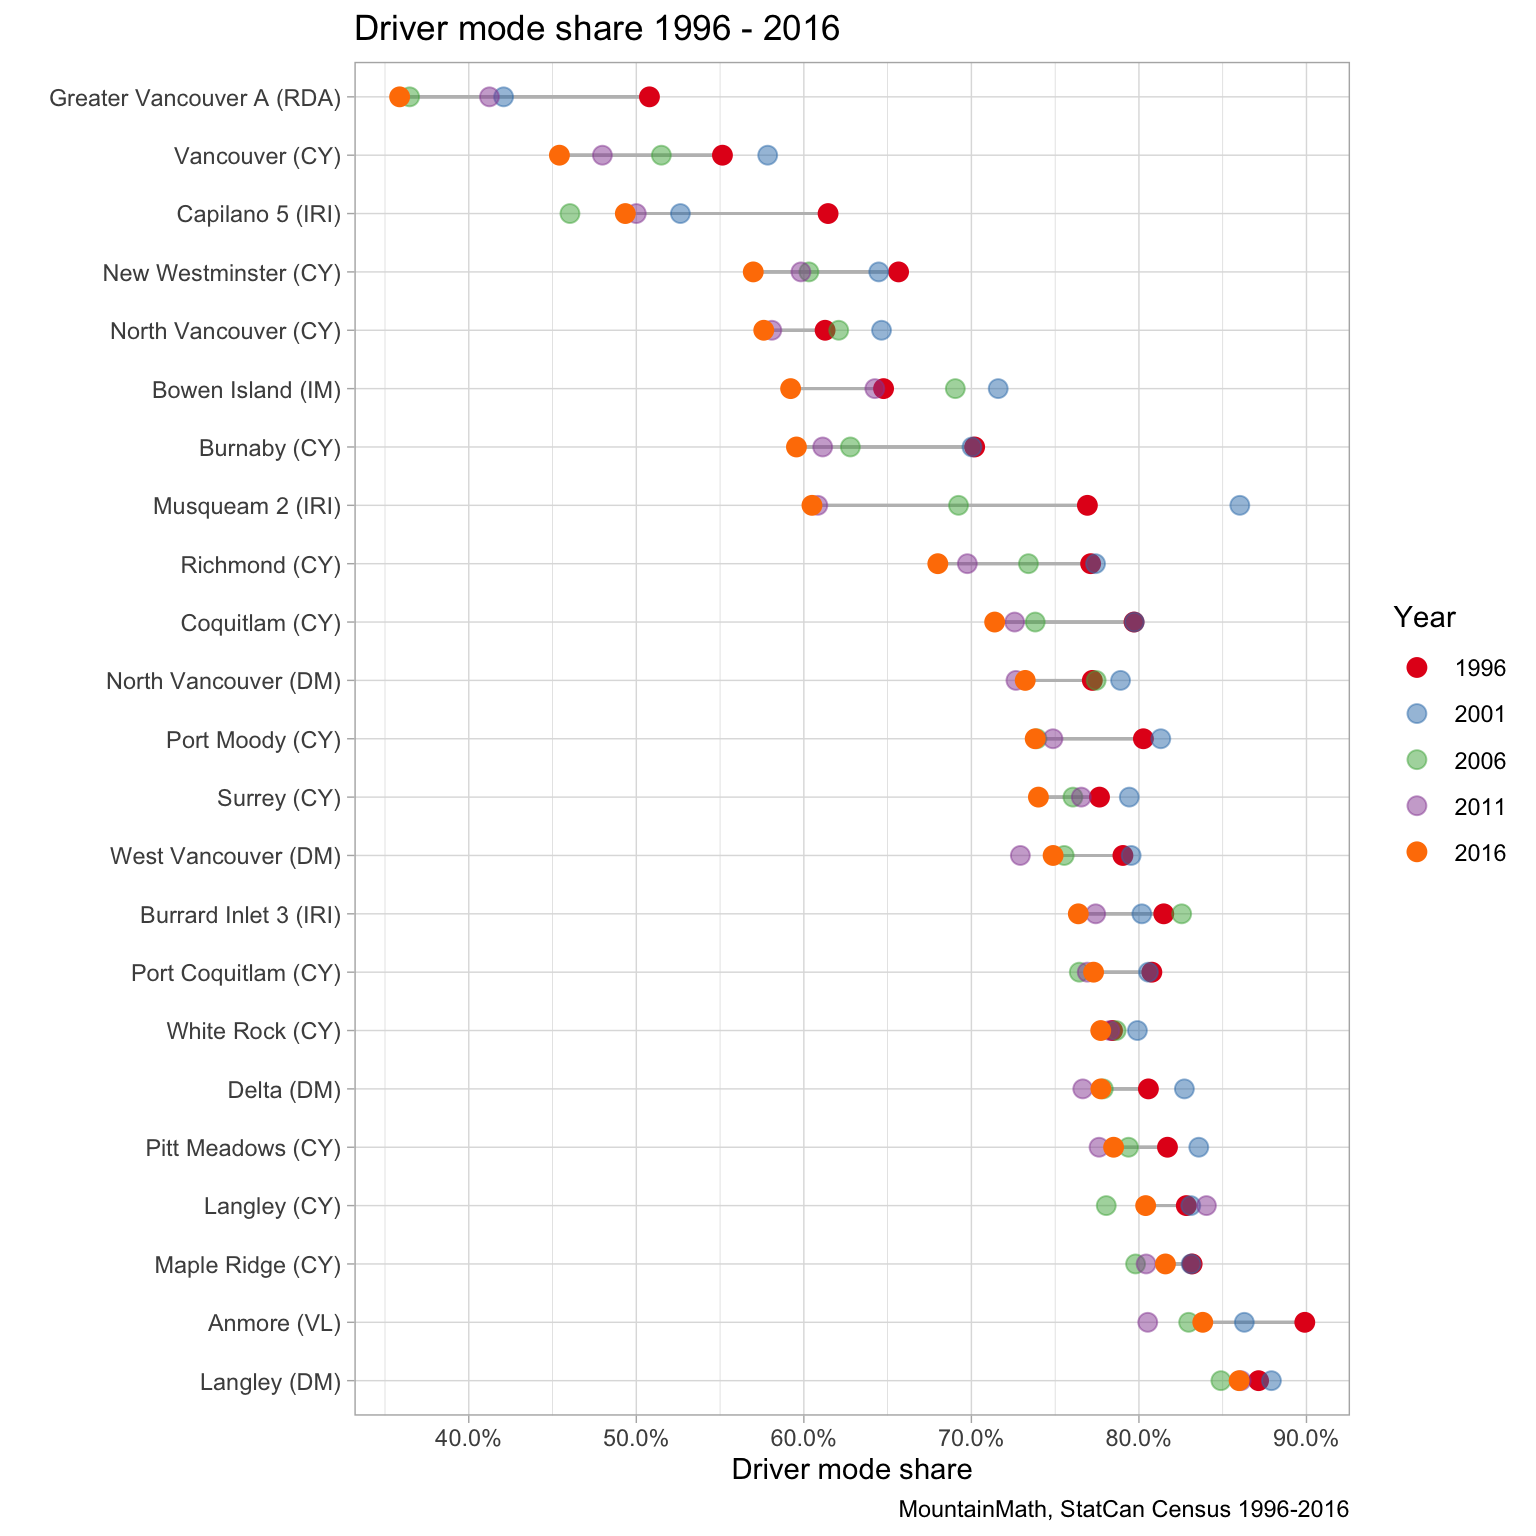 Driver mode share 1996 - 2016
Greater Vancouver A (RDA)
Vancouver (CY)
Capilano 5 (IRI)
New Westminster (CY)
North Vancouver (CY)
Bowen Island (IM)
Burnaby (CY)
Musqueam 2 (IRI)
Richmond (CY)
Coquitlam (CY)
North Vancouver (DM)
Port Moody (CY)
Surrey (CY)
West Vancouver (DM)
Burrard Inlet 3 (IRI)
Port Coquitlam (CY)
White Rock (CY)
Delta (DM)
Pitt Meadows (CY)
Langley (CY)
Maple Ridge (CY)
Anmore (VL)
Langley (DM)
40.0% 50.0% 60.0% 70.0% 80.0% 90.0%
Driver mode share
Year
1996
2001
2006
2011
2016
MountainMath, StatCan Census 1996-2016